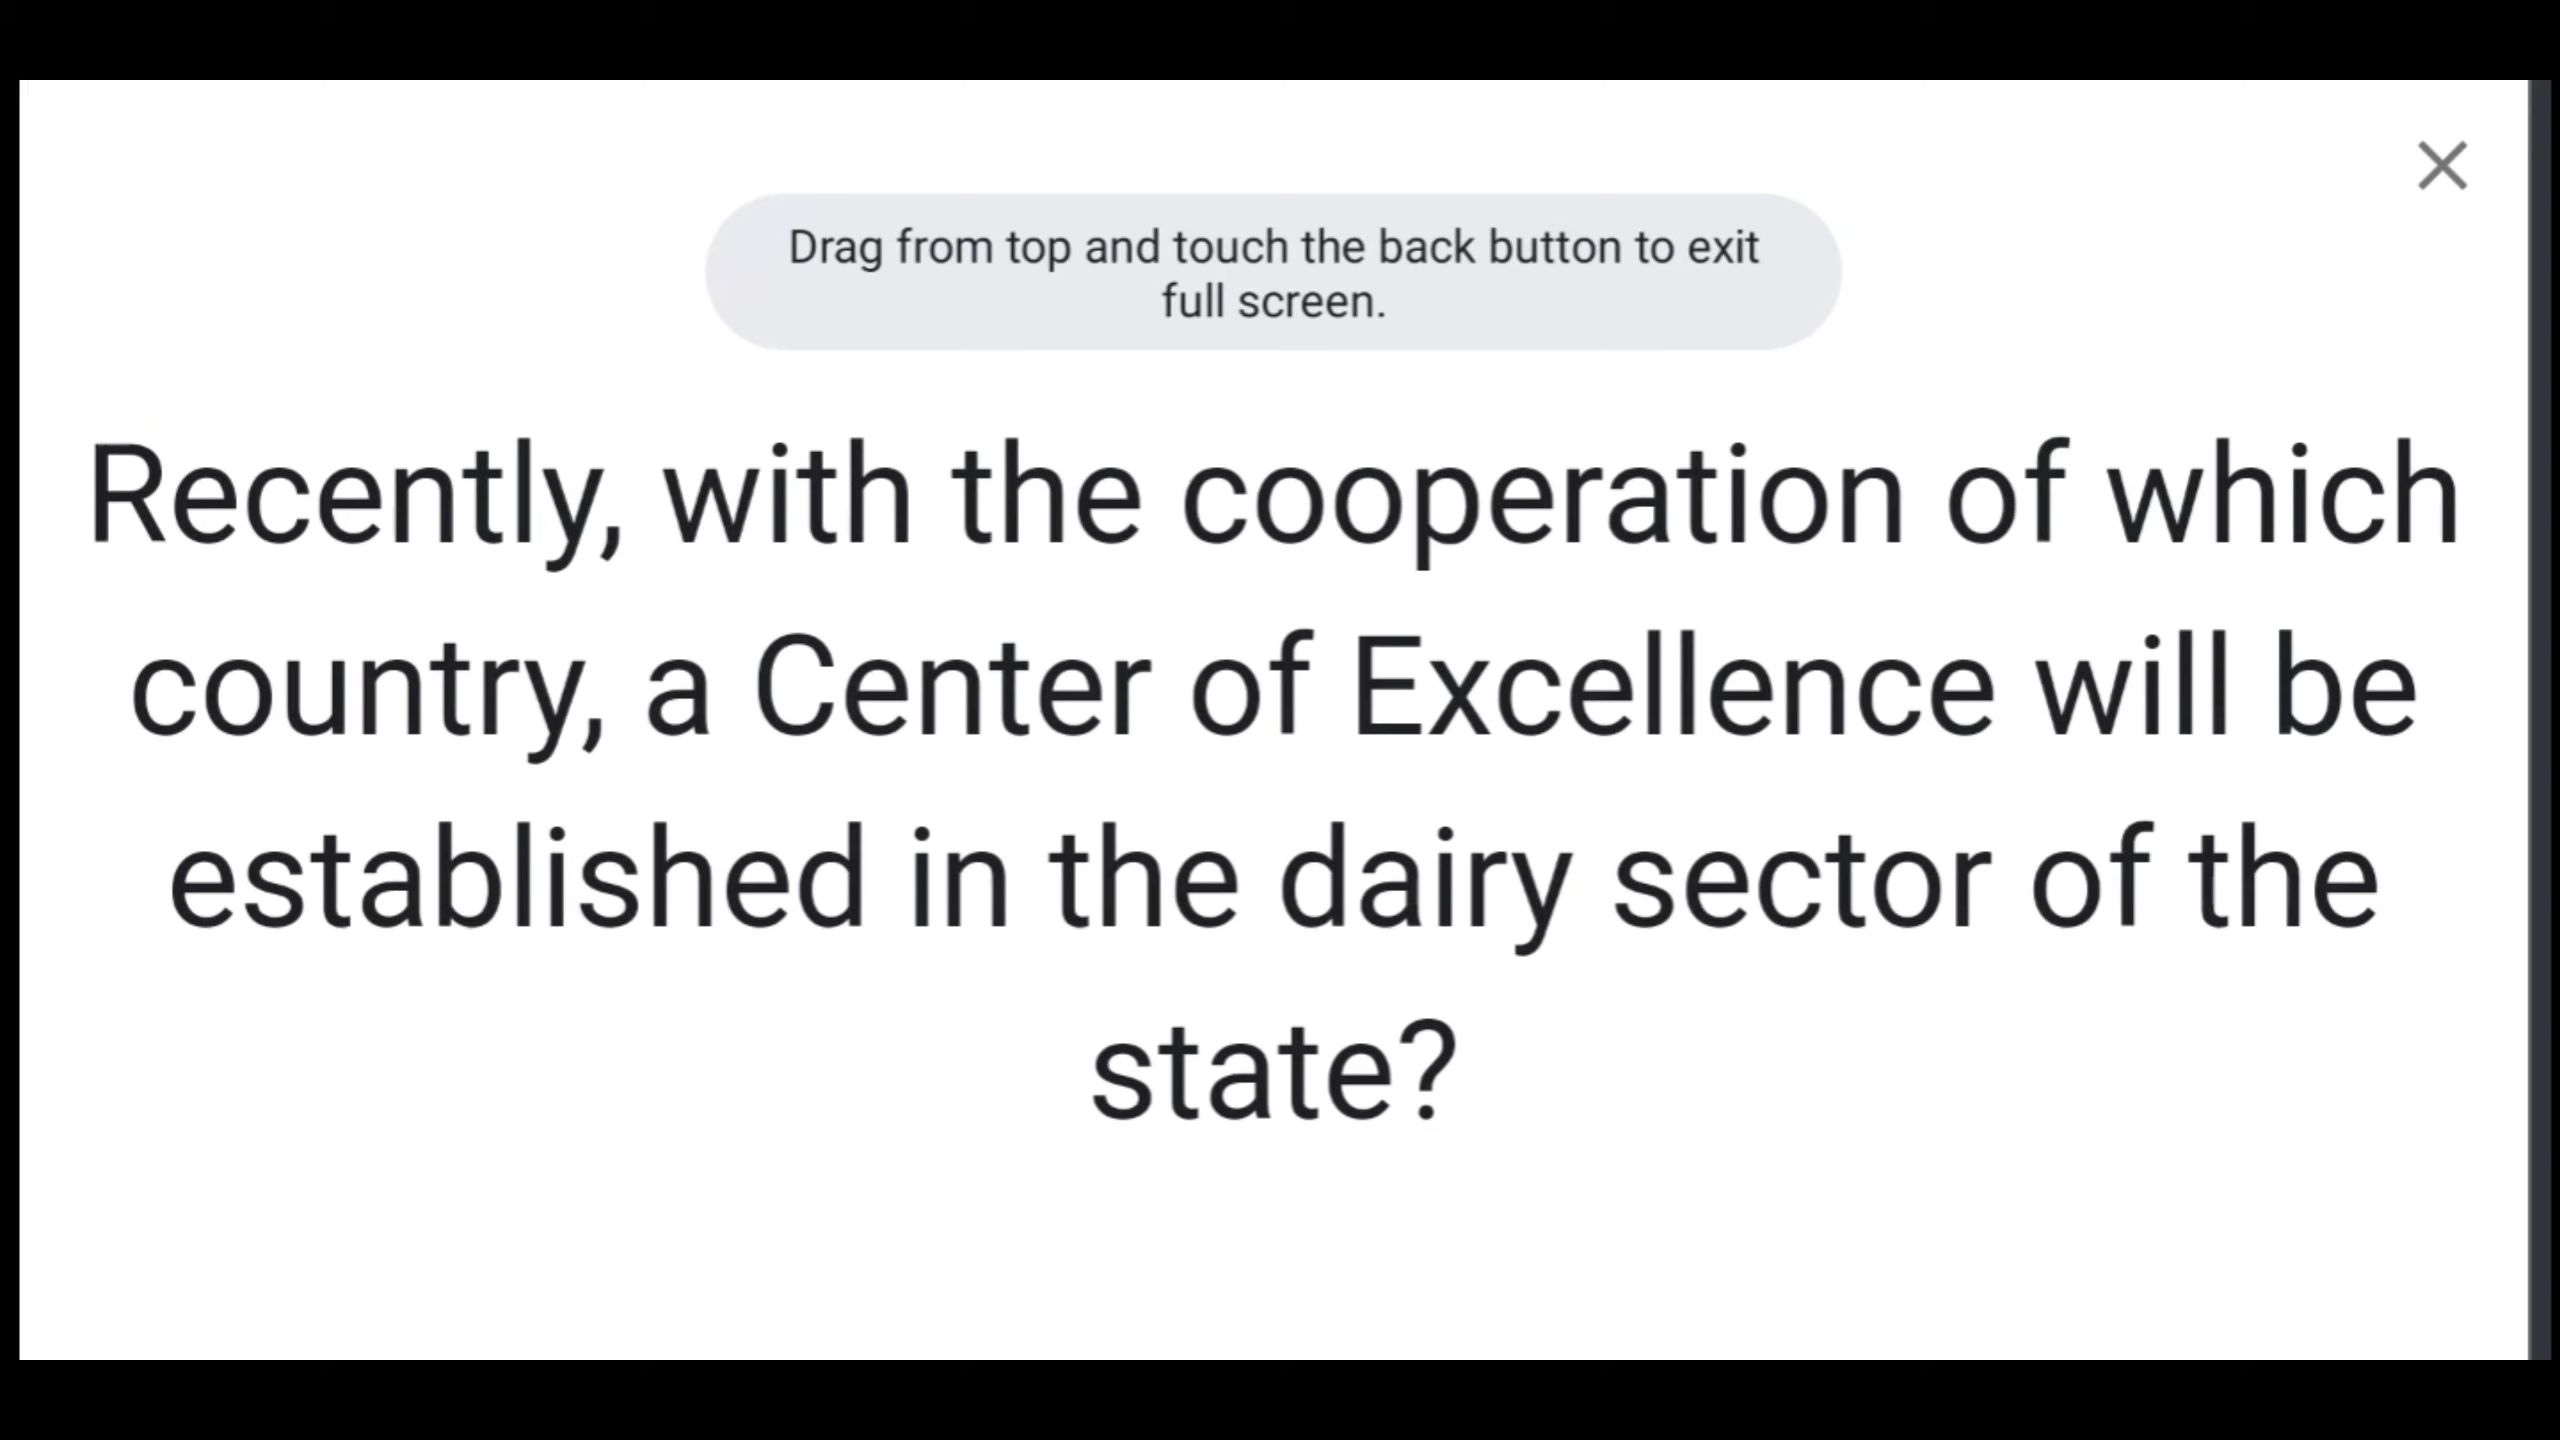 Drag from top and touch the back button to exit
full screen.
Recently, with the cooperation of which
country, a Center of Excellence will be
established in the dairy sector of the
state?